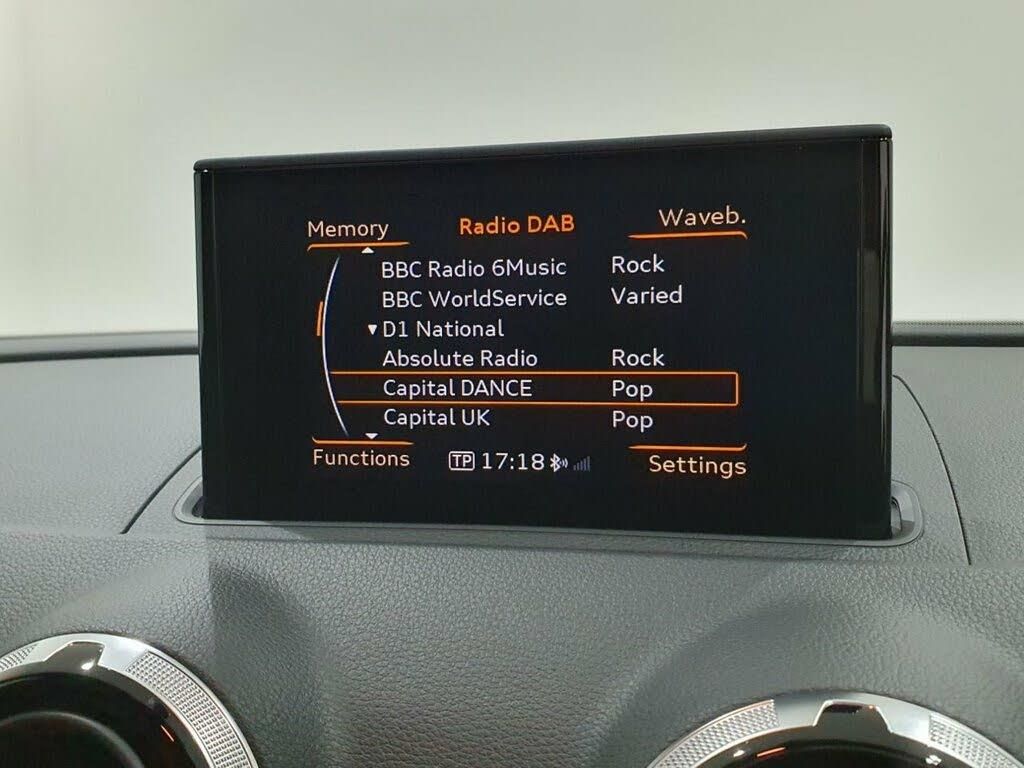 Memory Radio DAB Waveb.
BBC Radio 6Music Rock
BBC WorldService Varied
▼ D1 National
Absolute Radio Rock
Capital DANCE Pop
Capital UK Pop
Functions TP 17:18 Settings